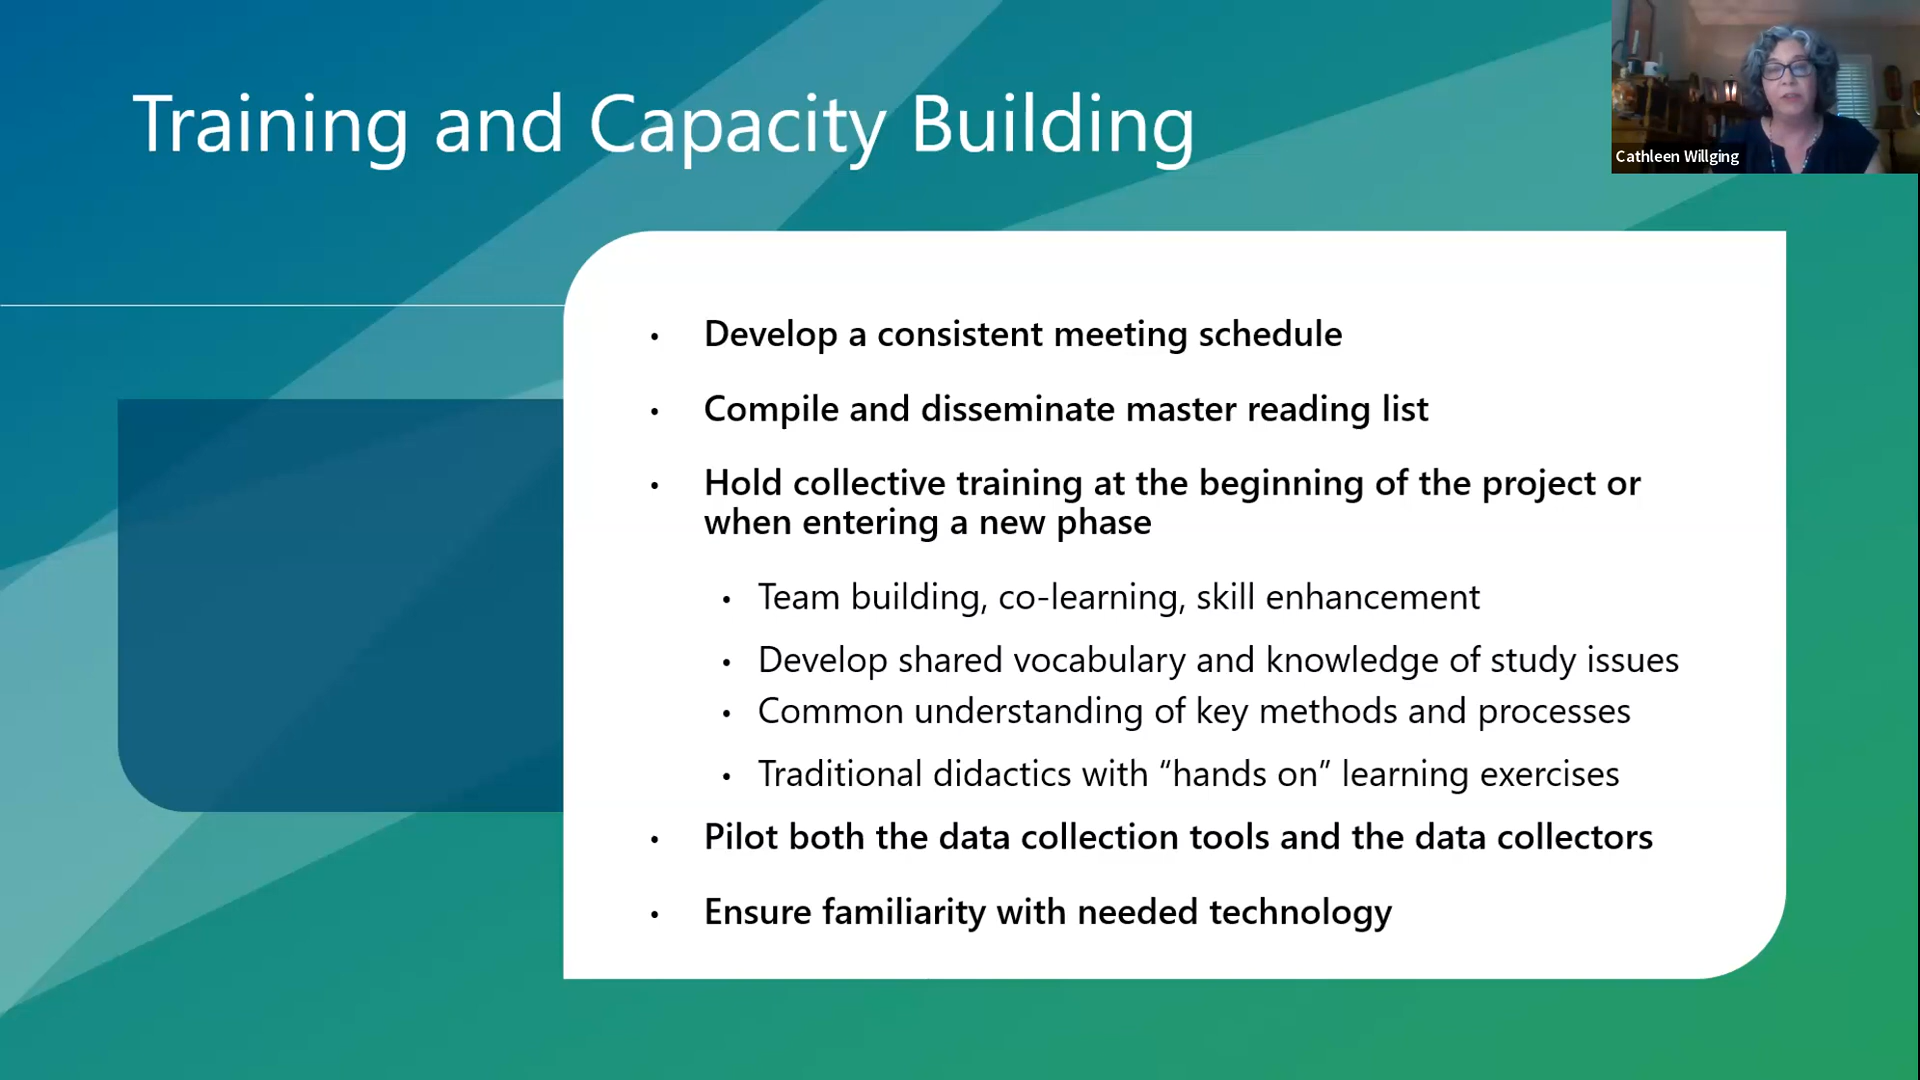 Training and Capacity Building
Cathleen Willging
• Develop a consistent meeting schedule
• Compile and disseminate master reading list
• Hold collective training at the beginning of the project or
when entering a new phase
• Team building, co-learning, skill enhancement
• Develop shared vocabulary and knowledge of study issues
• Common understanding of key methods and processes
• Traditional didactics with “hands on” learning exercises
• Pilot both the data collection tools and the data collectors
• Ensure familiarity with needed technology